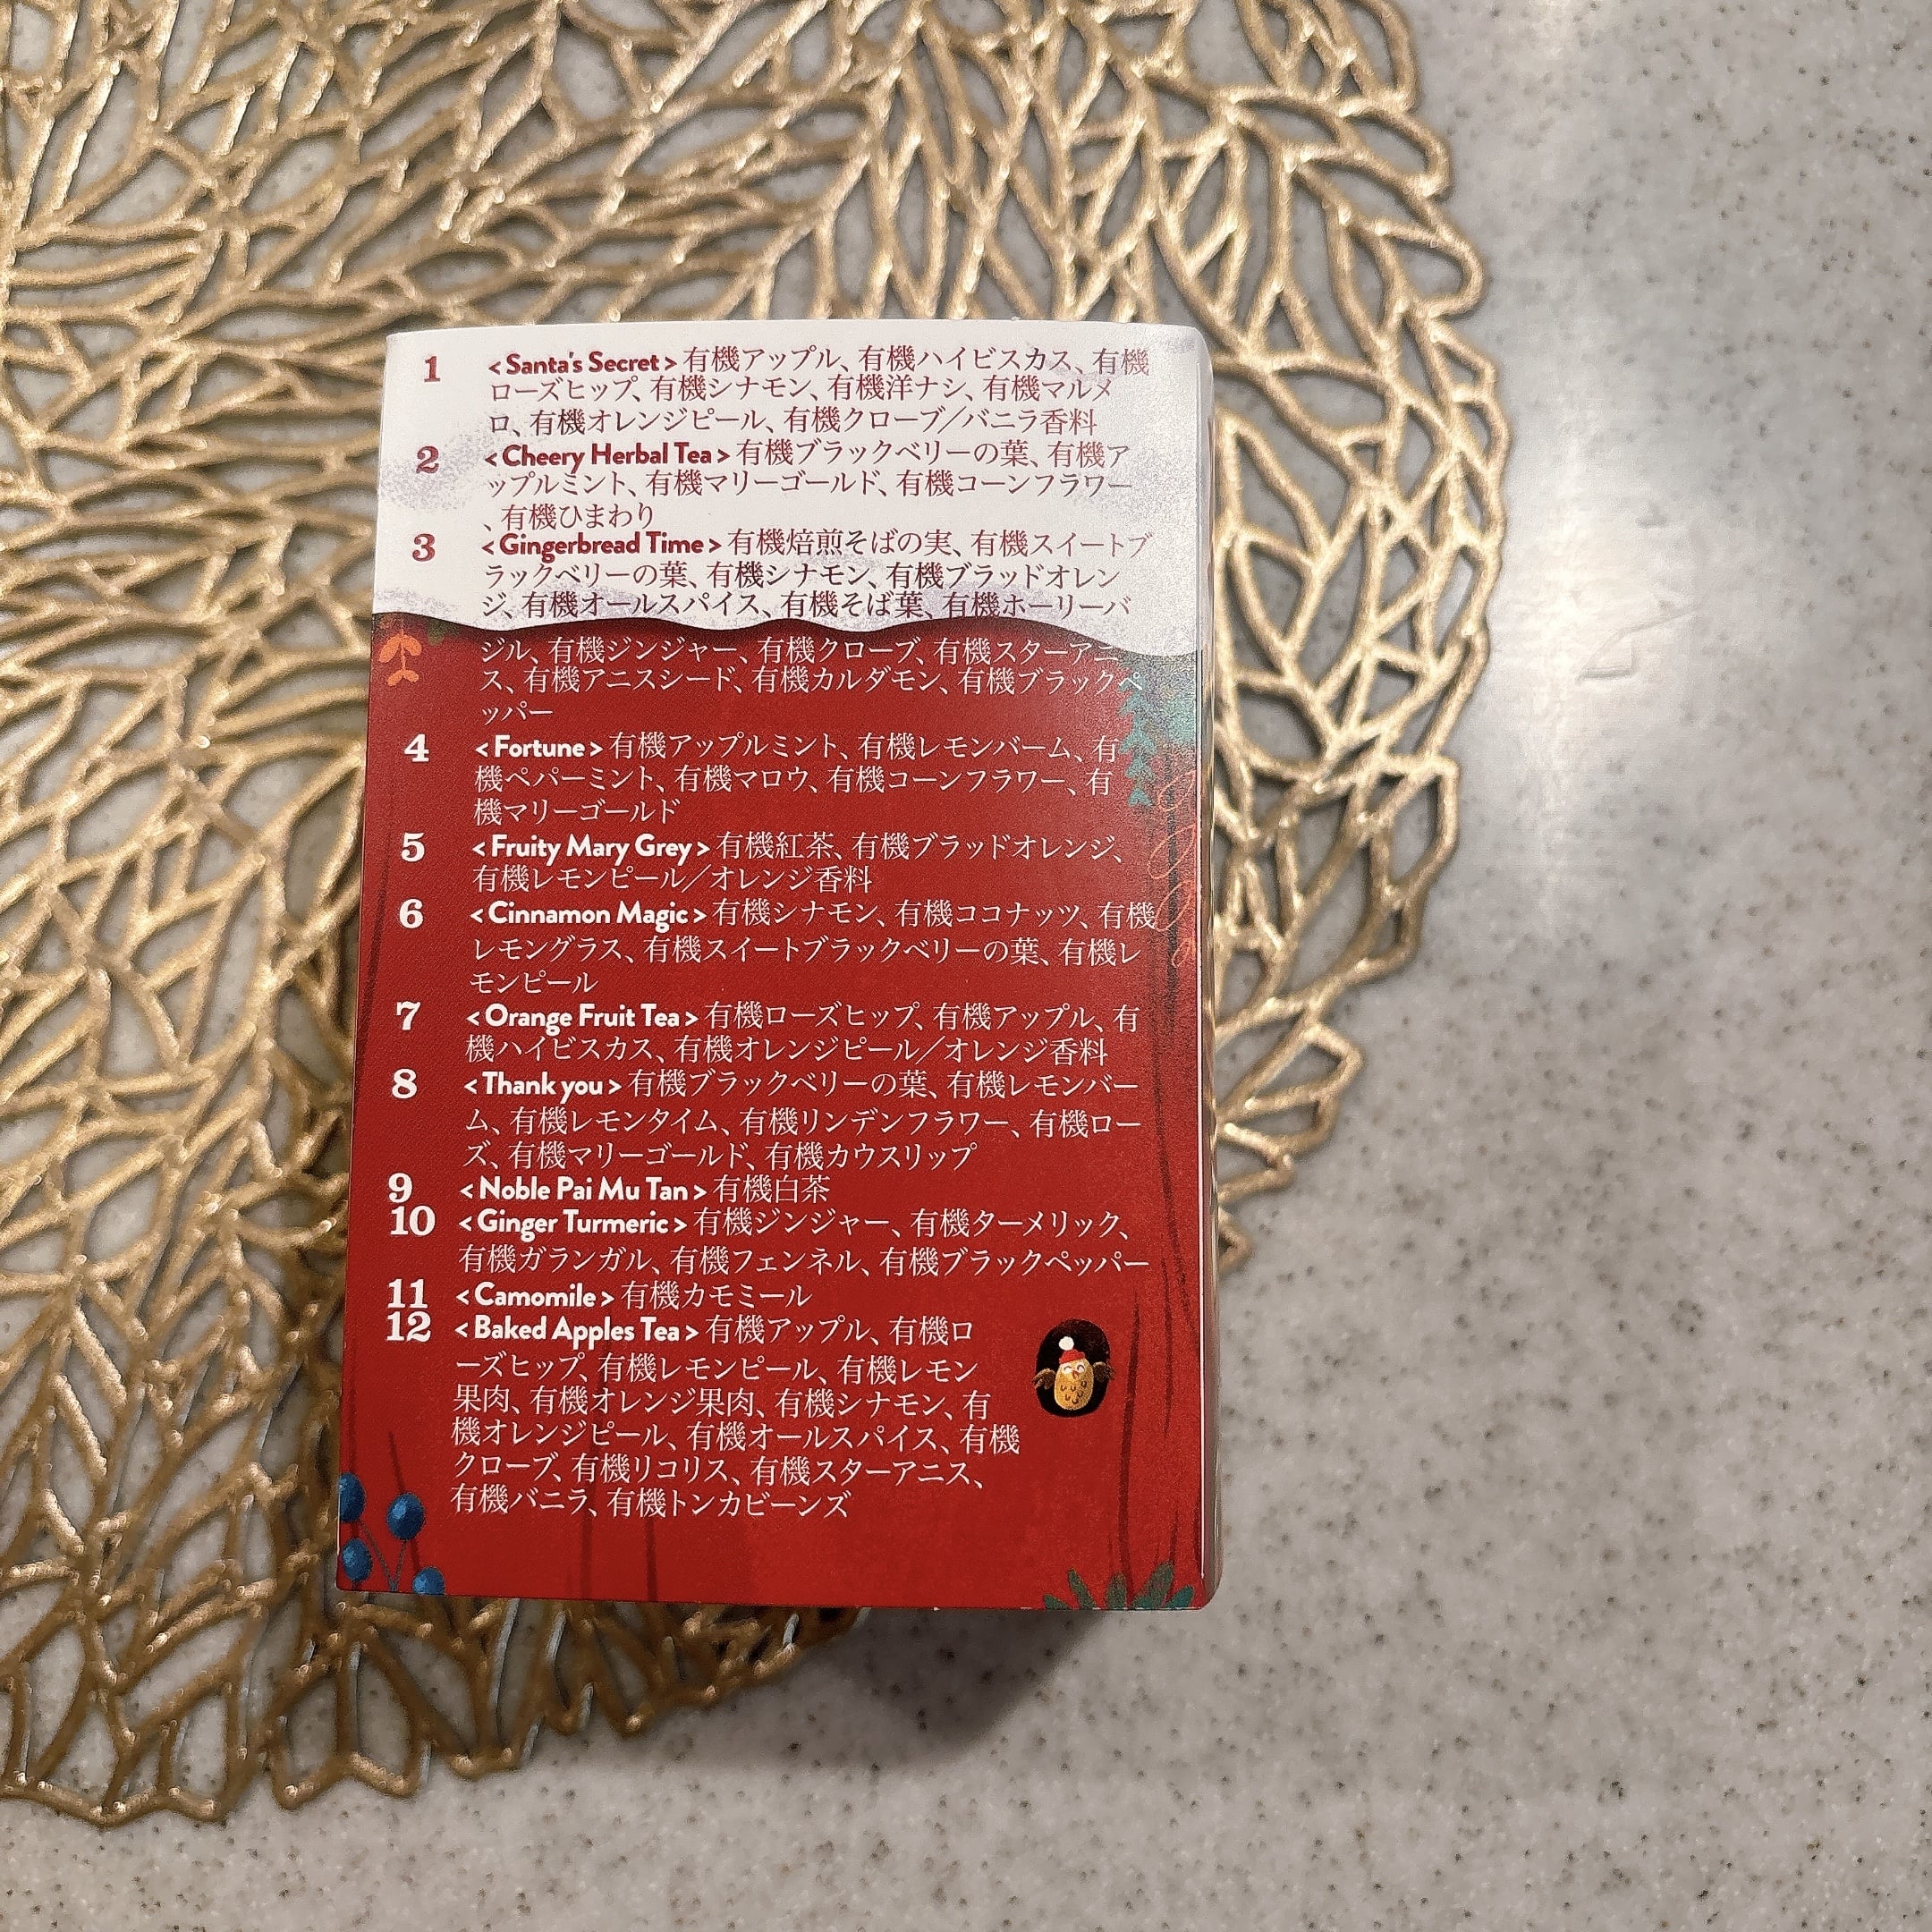 1 <Santa's Secret> 有機アップル、有機ハイビスカス、有機
ローズヒップ、有機シナモン、有機洋ナシ、有機マルメ
ロ、有機オレンジピール、有機クローブ／バニラ香料
2 <Cheery Herbal Tea> 有機ブラックベリーの葉、有機ア
ップルミント、有機マリーゴールド、有機コーンフラワー
、有機ひまわり
3 <Gingerbread Time> 有機焙煎そばの実、有機スイートブ
ラックベリーの葉、有機シナモン、有機ブラッドオレン
ジ、有機オールスパイス、有機そば葉、有機ホーリーバ
ジル、有機ジンジャー、有機クローブ、有機スターアニ
ス、有機アニスシード、有機カルダモン、有機ブラックペ
ッパー
4 <Fortune> 有機アップルミント、有機レモンバーム、有
機ペパーミント、有機マロウ、有機コーンフラワー、有
機マリーゴールド
5 <Fruity Mary Grey> 有機紅茶、有機ブラッドオレンジ、
有機レモンピール／オレンジ香料
6 <Cinnamon Magic> 有機シナモン、有機ココナッツ、有機
レモングラス、有機スイートブラックベリーの葉、有機レ
モンピール
7 <Orange Fruit Tea> 有機ローズヒップ、有機アップル、有
機ハイビスカス、有機オレンジピール／オレンジ香料
8 <Thank you> 有機ブラックベリーの葉、有機レモンバー
ム、有機レモンタイム、有機リンデンフラワー、有機ロー
ズ、有機マリーゴールド、有機カウスリップ
9 <Noble Pai Mu Tan> 有機白茶
10 <Ginger Turmeric> 有機ジンジャー、有機ターメリック、
有機ガランガル、有機フェンネル、有機ブラックペッパー
11 <Camomile> 有機カモミール
12 <Baked Apples Tea> 有機アップル、有機ロ
ーズヒップ、有機レモンピール、有機レモン
果肉、有機オレンジ果肉、有機シナモン、有
機オレンジピール、有機オールスパイス、有機
クローブ、有機リコリス、有機スターアニス、
有機バニラ、有機トンカビーンズ